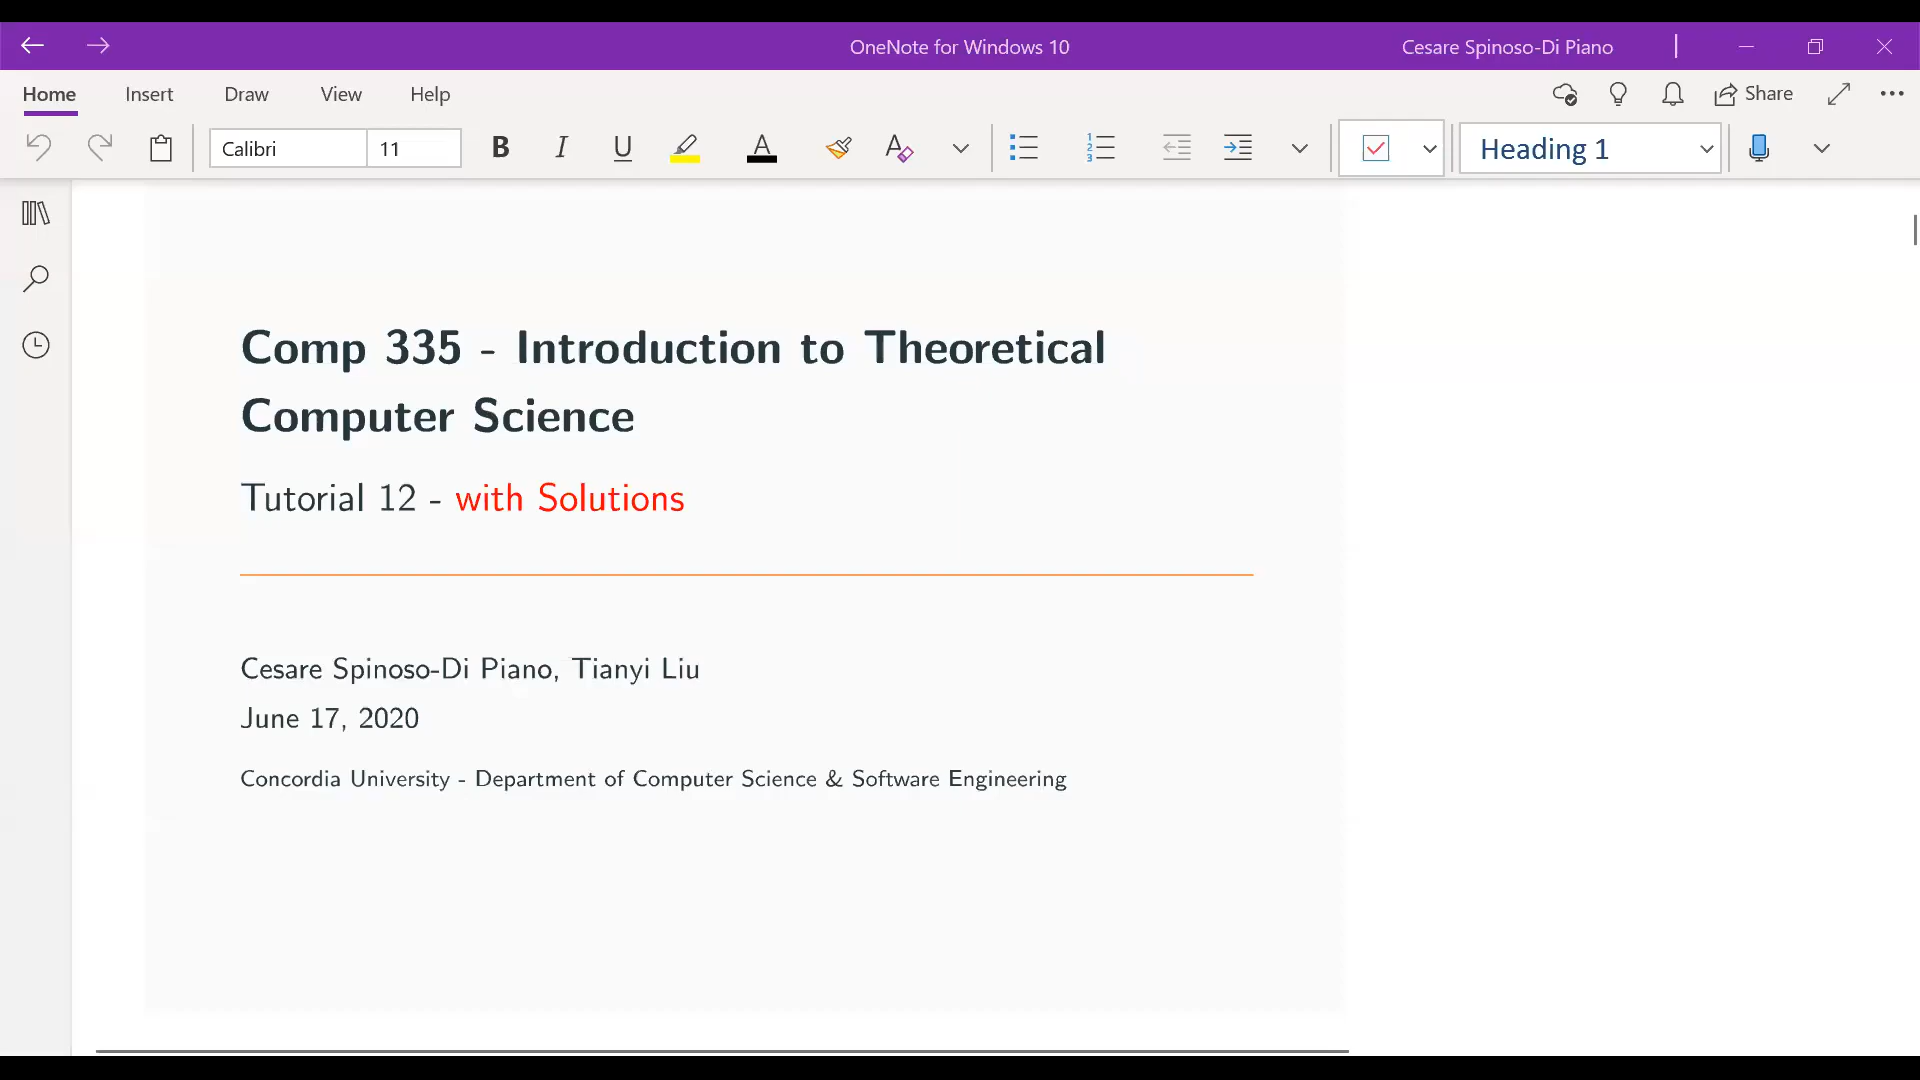 OneNote for Windows 10
Cesare Spinoso-Di Piano
Home Insert Draw View Help
Share
Calibri 11 B I U A A
Heading 1
Comp 335 - Introduction to Theoretical
Computer Science
Tutorial 12 - with Solutions
Cesare Spinoso-Di Piano, Tianyi Liu
June 17, 2020
Concordia University - Department of Computer Science & Software Engineering